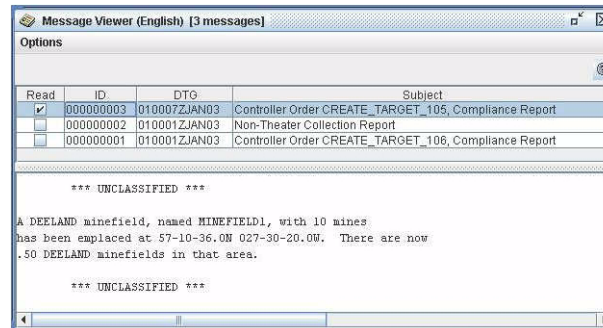 Message Viewer (English) [3 messages]
Options
Read ID DTG Subject
000000003 010007ZJAN03 Controller Order CREATE_TARGET_105, Compliance Report
000000002 010001ZJAN03 Non-Theater Collection Report
000000001 010001ZJAN03 Controller Order CREATE_TARGET_106, Compliance Report
*** UNCLASSIFIED ***
A DEELAND minefield, named MINEFIELD1, with 10 mines
has been emplaced at 57-10-36.0N 027-30-20.0W. There are now
.50 DEELAND minefields in that area.
*** UNCLASSIFIED ***